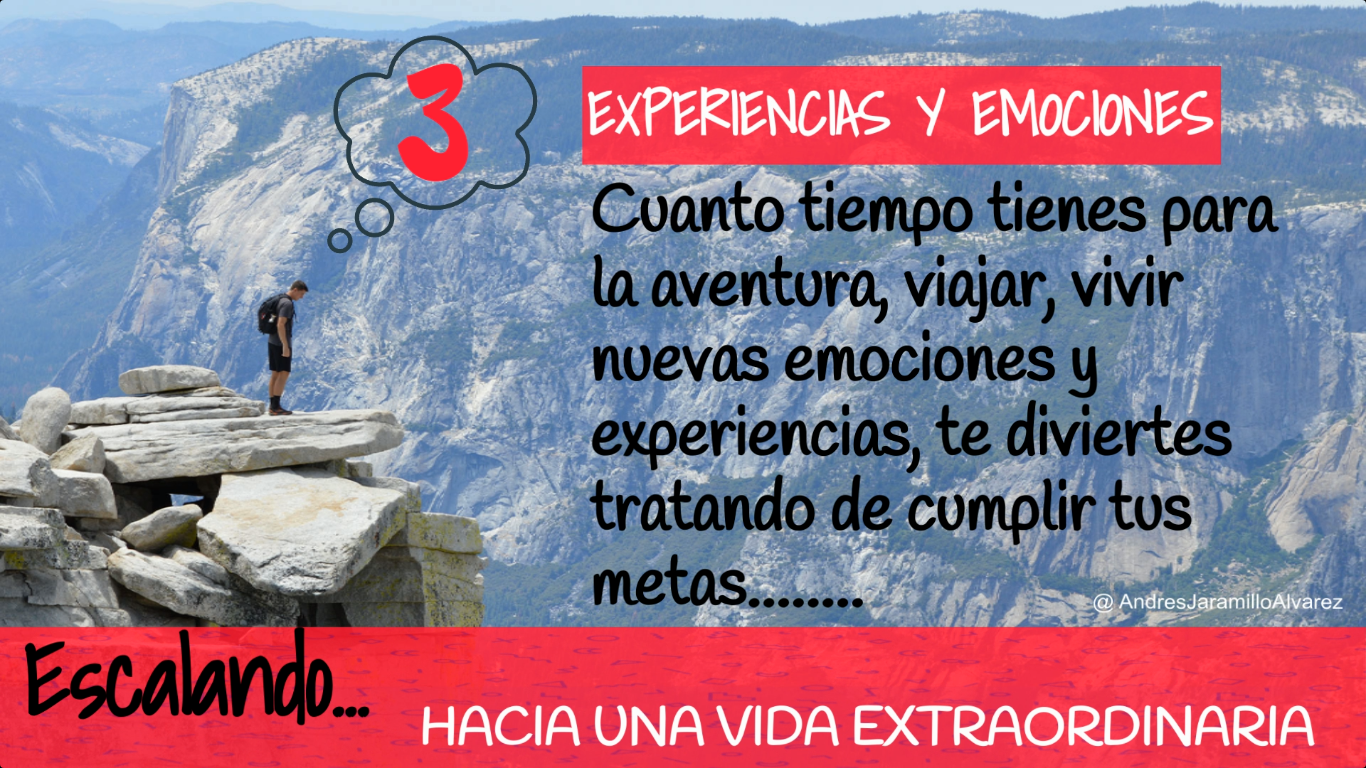 3
EXPERIENCIAS Y EMOCIONES
Cuanto tiempo tienes para
la aventura, viajar, vivir
nuevas emociones y
experiencias, te diviertes
tratando de cumplir tus
metas........
@ AndresJaramilloAlvarez
Escalando...
HACIA UNA VIDA EXTRAORDINARIA